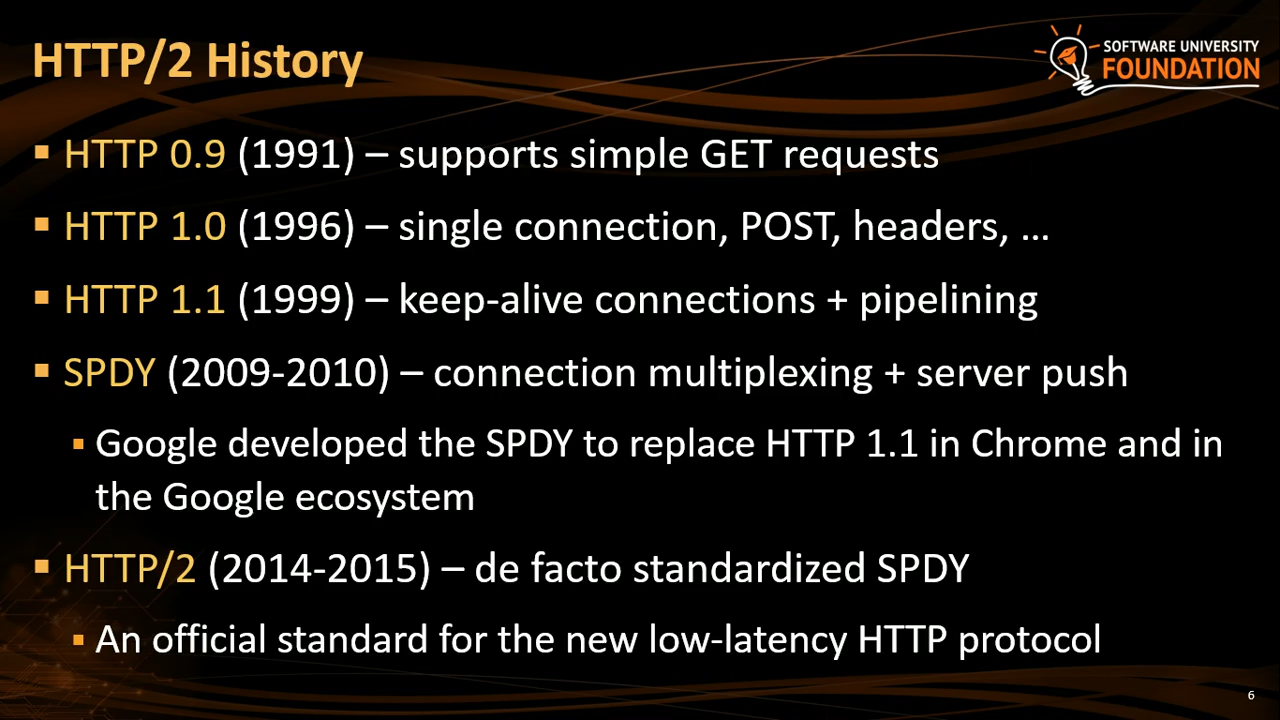 HTTP/2 History
SOFTWARE UNIVERSITY
FOUNDATION
▪ HTTP 0.9 (1991) – supports simple GET requests
▪ HTTP 1.0 (1996) – single connection, POST, headers, …
▪ HTTP 1.1 (1999) – keep-alive connections + pipelining
▪ SPDY (2009-2010) – connection multiplexing + server push
▪ Google developed the SPDY to replace HTTP 1.1 in Chrome and in
the Google ecosystem
▪ HTTP/2 (2014-2015) – de facto standardized SPDY
▪ An official standard for the new low-latency HTTP protocol
6